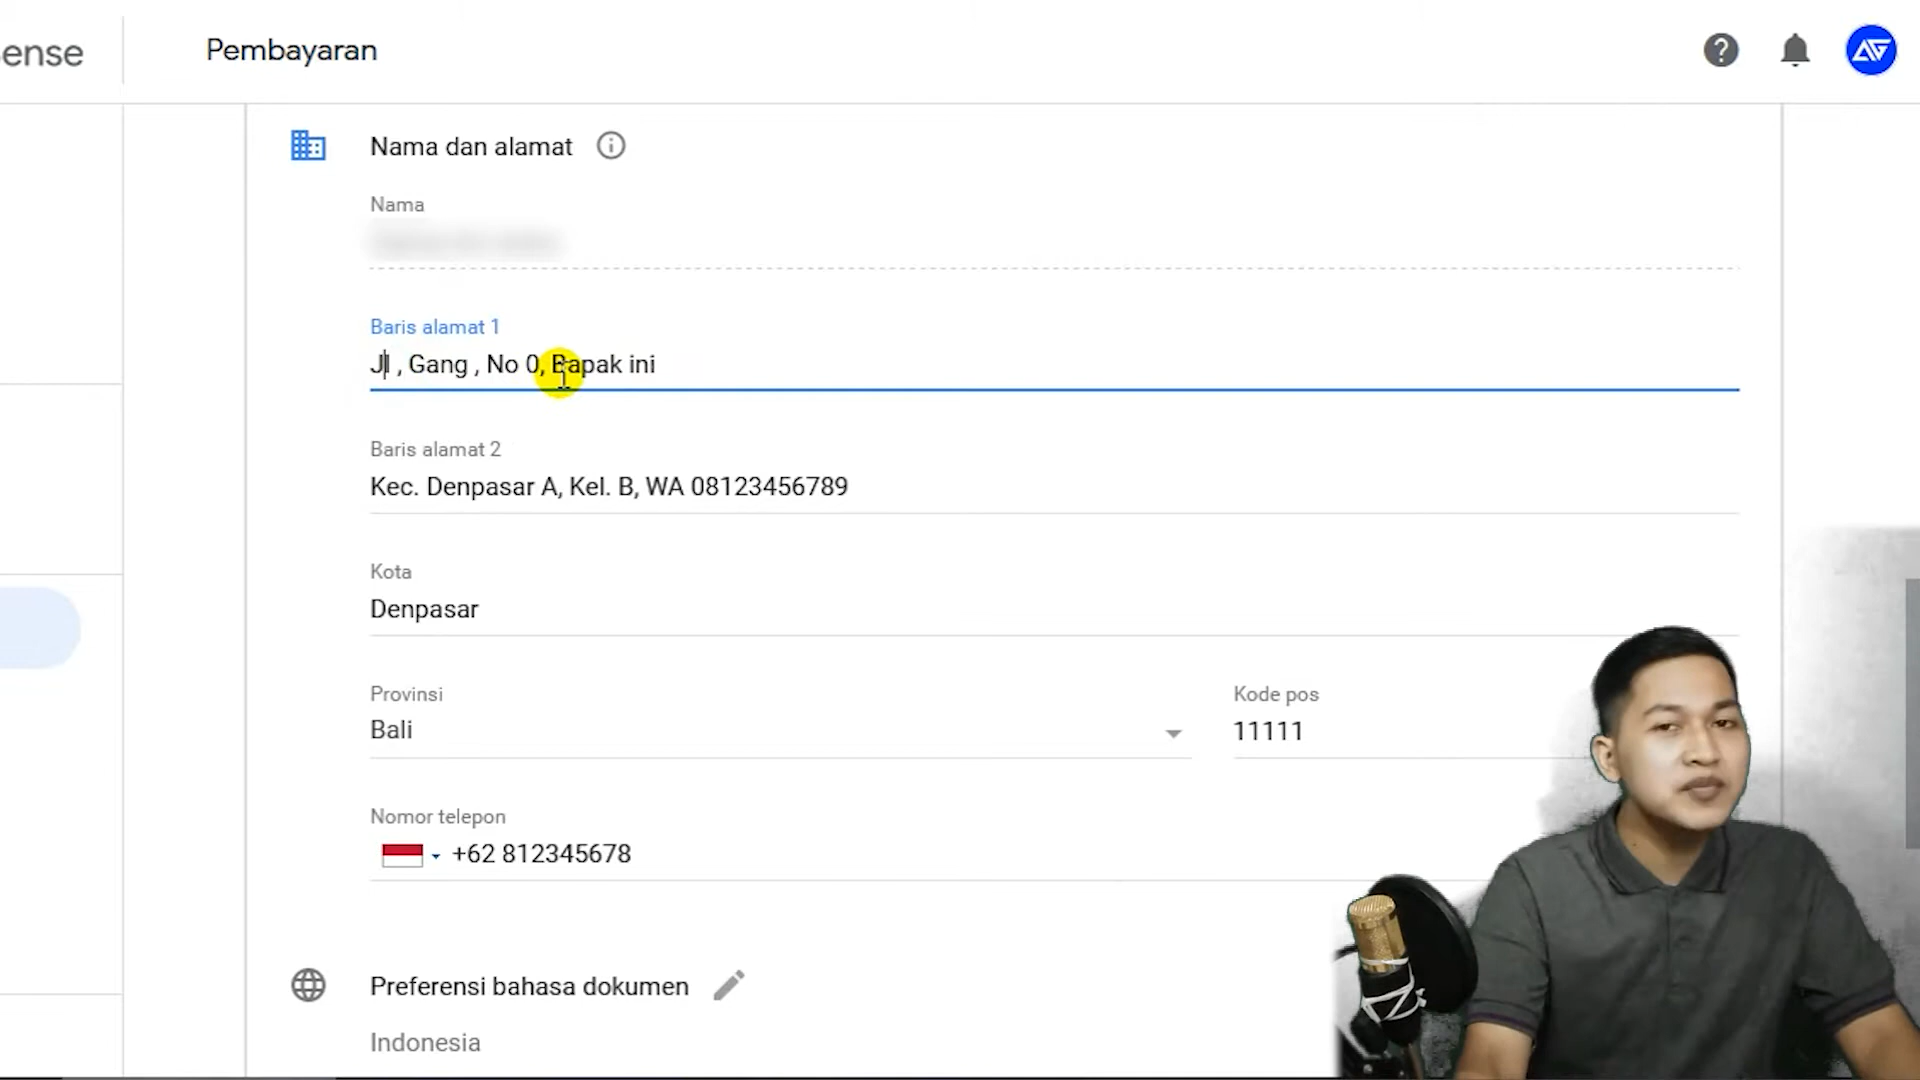 ense
Pembayaran
Nama dan alamat
Nama
Baris alamat 1
Jl , Gang , No 0, Bapak ini
Baris alamat 2
Kec. Denpasar A, Kel. B, WA 08123456789
Kota
Denpasar
Provinsi
Kode pos
Bali
11111
Nomor telepon
+62 812345678
Preferensi bahasa dokumen
Indonesia